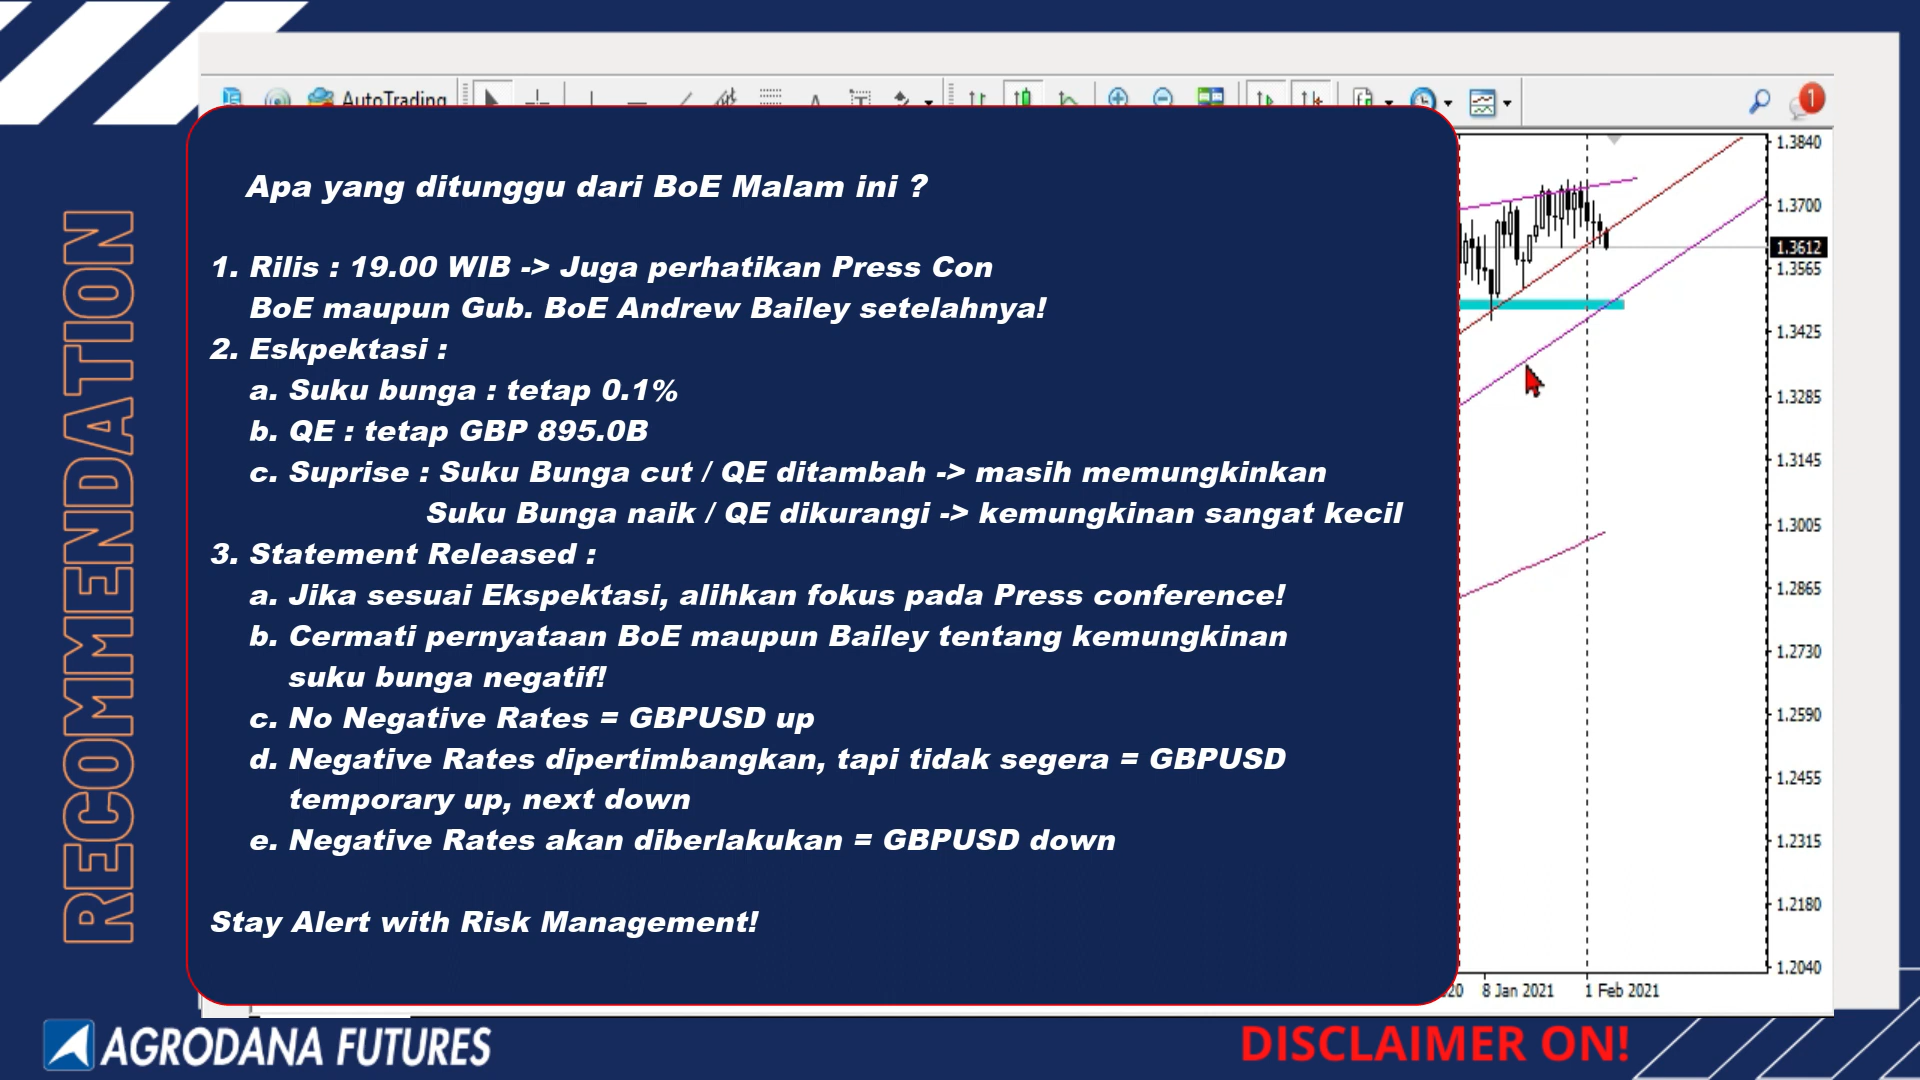 AutoTrading
1
Apa yang ditunggu dari BoE Malam ini ?
1. Rilis : 19.00 WIB -> Juga perhatikan Press Con
BoE maupun Gub. BoE Andrew Bailey setelahnya!
2. Eskpektasi :
a. Suku bunga : tetap 0.1%
b. QE : tetap GBP 895.0B
c. Suprise : Suku Bunga cut / QE ditambah -> masih memungkinkan
Suku Bunga naik / QE dikurangi -> kemungkinan sangat kecil
3. Statement Released :
a. Jika sesuai Ekspektasi, alihkan fokus pada Press conference!
b. Cermati pernyataan BoE maupun Bailey tentang kemungkinan
suku bunga negatif!
c. No Negative Rates = GBPUSD up
d. Negative Rates dipertimbangkan, tapi tidak segera = GBPUSD
temporary up, next down
e. Negative Rates akan diberlakukan = GBPUSD down
Stay Alert with Risk Management!
RECOMMENDATION
1.3840
1.3700
1.3612
1.3565
1.3425
1.3285
1.3145
1.3005
1.2865
1.2730
1.2590
1.2455
1.2315
1.2180
1.2040
20 8 Jan 2021 1 Feb 2021
AGRODANA FUTURES
DISCLAIMER ON!